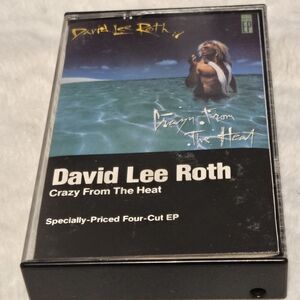 David Lee Roth
Crazy From
The Heat
David Lee Roth
Crazy From The Heat
Specially-Priced Four-Cut EP